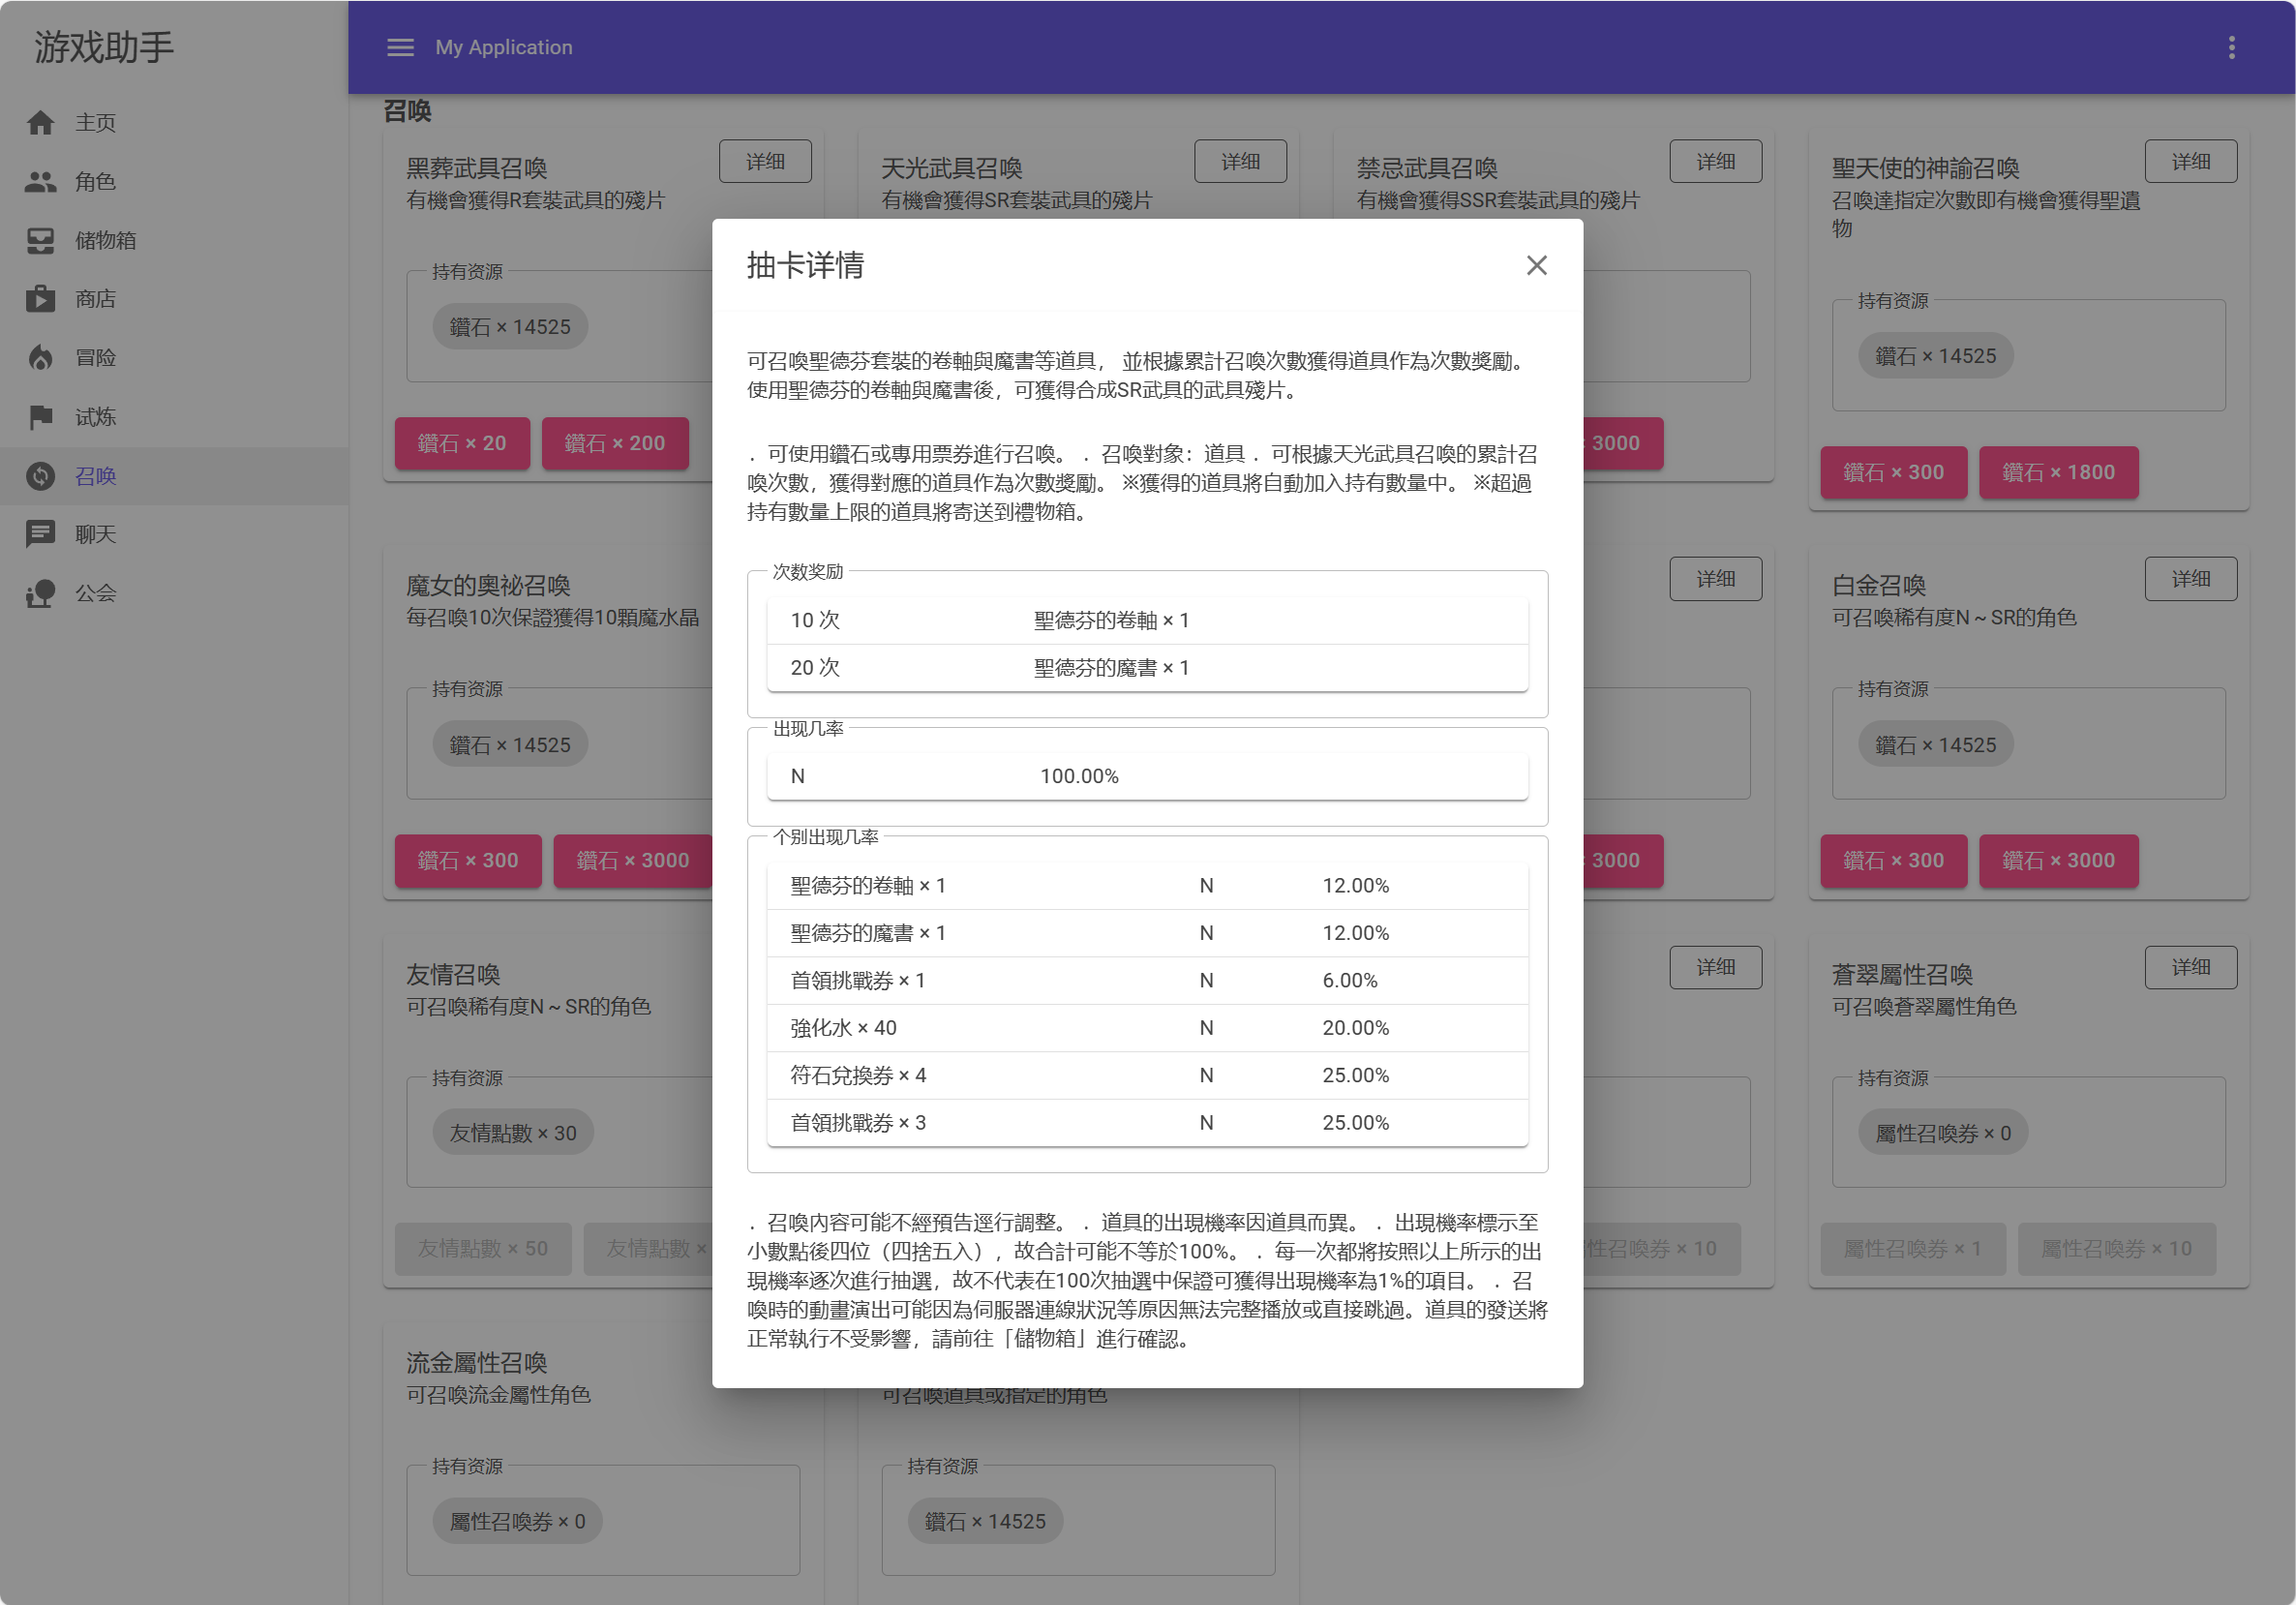 游戏助手
My Application
主页
角色
储物箱
商店
冒险
试炼
召唤
聊天
公会
召唤
黑葬武具召喚
详细
有機會獲得R套裝武具的殘片
持有资源
鑽石 × 14525
鑽石 × 20
鑽石 × 200
天光武具召喚
详细
有機會獲得SR套裝武具的殘片
禁忌武具召喚
详细
有機會獲得SSR套裝武具的殘片
× 3000
聖天使的神諭召喚
详细
召喚達指定次數即有機會獲得聖遺
物
持有资源
鑽石 × 14525
鑽石 × 300
鑽石 × 1800
魔女的奧祕召喚
每召喚10次保證獲得10顆魔水晶
持有资源
鑽石 × 14525
鑽石 × 300
鑽石 × 3000
详细
× 3000
白金召喚
详细
可召喚稀有度N ~ SR的角色
持有资源
鑽石 × 14525
鑽石 × 300
鑽石 × 3000
友情召喚
可召喚稀有度N ~ SR的角色
持有资源
友情點數 × 30
友情點數 × 50
友情點數 ×
详细
性召喚券 × 10
蒼翠屬性召喚
详细
可召喚蒼翠屬性角色
持有资源
屬性召喚券 × 0
屬性召喚券 × 1
屬性召喚券 × 10
流金屬性召喚
可召喚流金屬性角色
持有资源
屬性召喚券 × 0
可召喚道具或指定的角色
持有资源
鑽石 × 14525
抽卡详情
可召喚聖德芬套裝的卷軸與魔書等道具， 並根據累計召喚次數獲得道具作為次數獎勵。
使用聖德芬的卷軸與魔書後，可獲得合成SR武具的武具殘片。
．可使用鑽石或專用票券進行召喚。 ．召喚對象：道具 ．可根據天光武具召喚的累計召
喚次數，獲得對應的道具作為次數獎勵。 ※獲得的道具將自動加入持有數量中。 ※超過
持有數量上限的道具將寄送到禮物箱。
次数奖励
10 次 聖德芬的卷軸 × 1
20 次 聖德芬的魔書 × 1
出现几率
N 100.00%
个别出现几率
聖德芬的卷軸 × 1 N 12.00%
聖德芬的魔書 × 1 N 12.00%
首領挑戰券 × 1 N 6.00%
強化水 × 40 N 20.00%
符石兌換券 × 4 N 25.00%
首領挑戰券 × 3 N 25.00%
．召喚內容可能不經預告逕行調整。 ．道具的出現機率因道具而異。 ．出現機率標示至
小數點後四位（四捨五入），故合計可能不等於100%。 ．每一次都將按照以上所示的出
現機率逐次進行抽選，故不代表在100次抽選中保證可獲得出現機率為1%的項目。 ．召
喚時的動畫演出可能因為伺服器連線狀況等原因無法完整播放或直接跳過。道具的發送將
正常執行不受影響，請前往「儲物箱」進行確認。